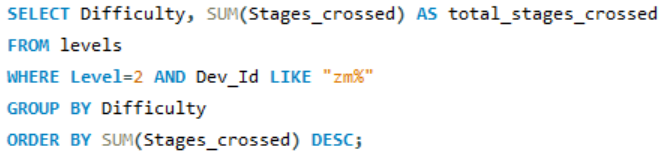 SELECT Difficulty, SUM(Stages_crossed) AS total_stages_crossed
FROM levels
WHERE Level=2 AND Dev_Id LIKE "zm%"
GROUP BY Difficulty
ORDER BY SUM(Stages_crossed) DESC;